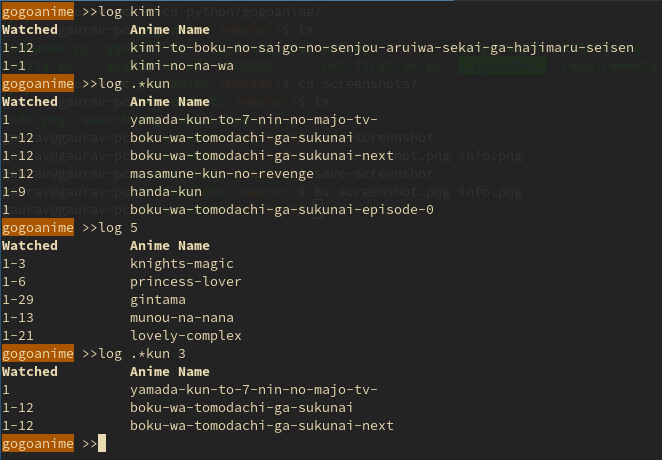 gogoanime >>log kimi
Watched Anime Name
1-12 kimi-to-boku-no-saigo-no-senjou-aruiwa-sekai-ga-hajimaru-seisen
1-1 kimi-no-na-wa
gogoanime >>log .*kun
Watched Anime Name
1 yamada-kun-to-7-nin-no-majo-tv-
1-12 boku-wa-tomodachi-ga-sukunai
1-12 boku-wa-tomodachi-ga-sukunai-next
1-12 masamune-kun-no-revenge
1-9 handa-kun
1 boku-wa-tomodachi-ga-sukunai-episode-0
gogoanime >>log 5
Watched Anime Name
1-3 knights-magic
1-6 princess-lover
1-29 gintama
1-13 munou-na-nana
1-21 lovely-complex
gogoanime >>log .*kun 3
Watched Anime Name
1 yamada-kun-to-7-nin-no-majo-tv-
1-12 boku-wa-tomodachi-ga-sukunai
1-12 boku-wa-tomodachi-ga-sukunai-next
gogoanime >>